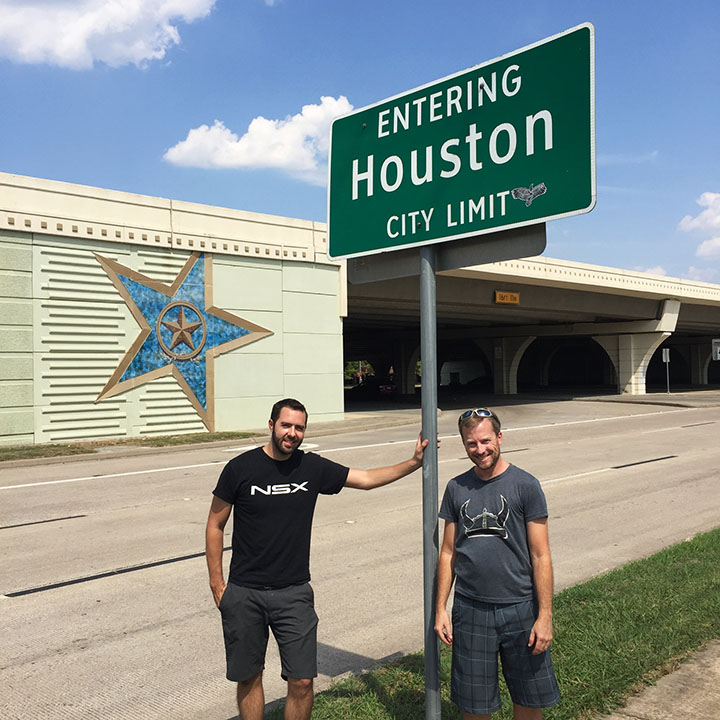 ENTERING
Houston
CITY LIMIT
NSX